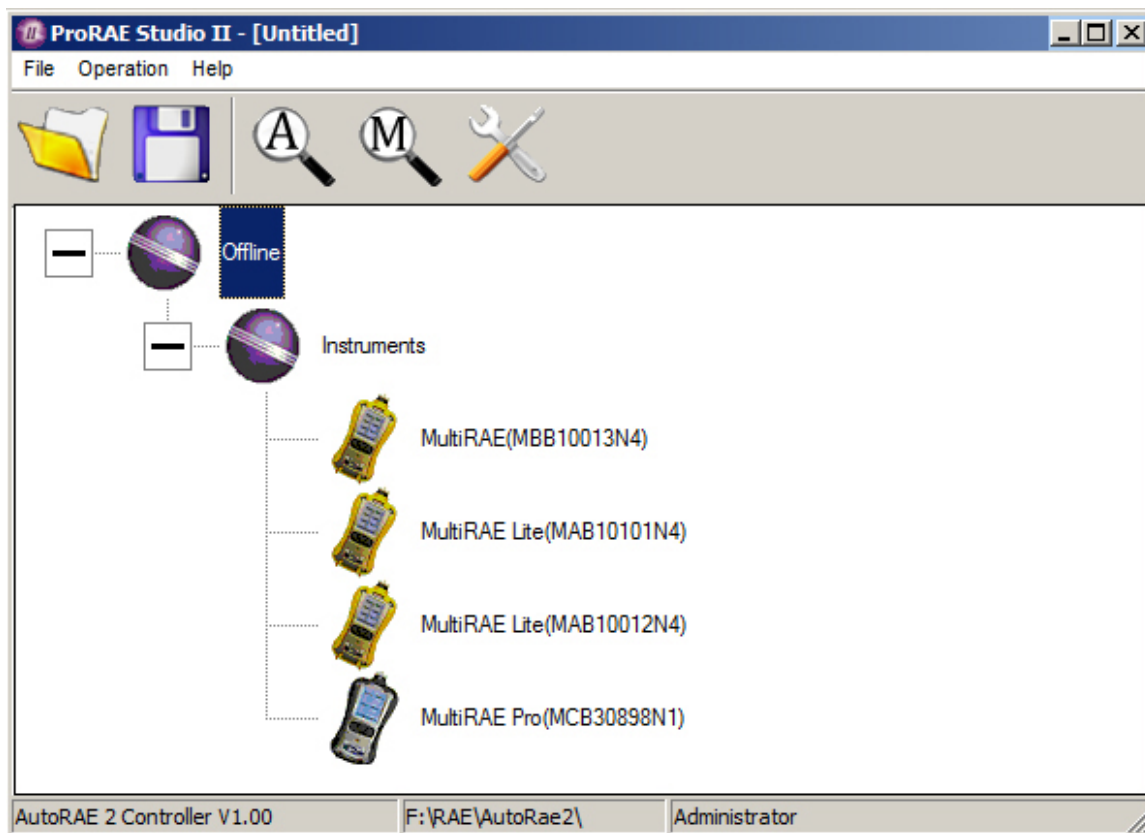 ProRAE Studio II - [Untitled]
File Operation Help
A M
Offline
Instruments
MultiRAE(MBB10013N4)
MultiRAE Lite(MAB10101N4)
MultiRAE Lite(MAB10012N4)
MultiRAE Pro(MCB30898N1)
AutoRAE 2 Controller V1.00 F:\RAE\AutoRae2\ Administrator